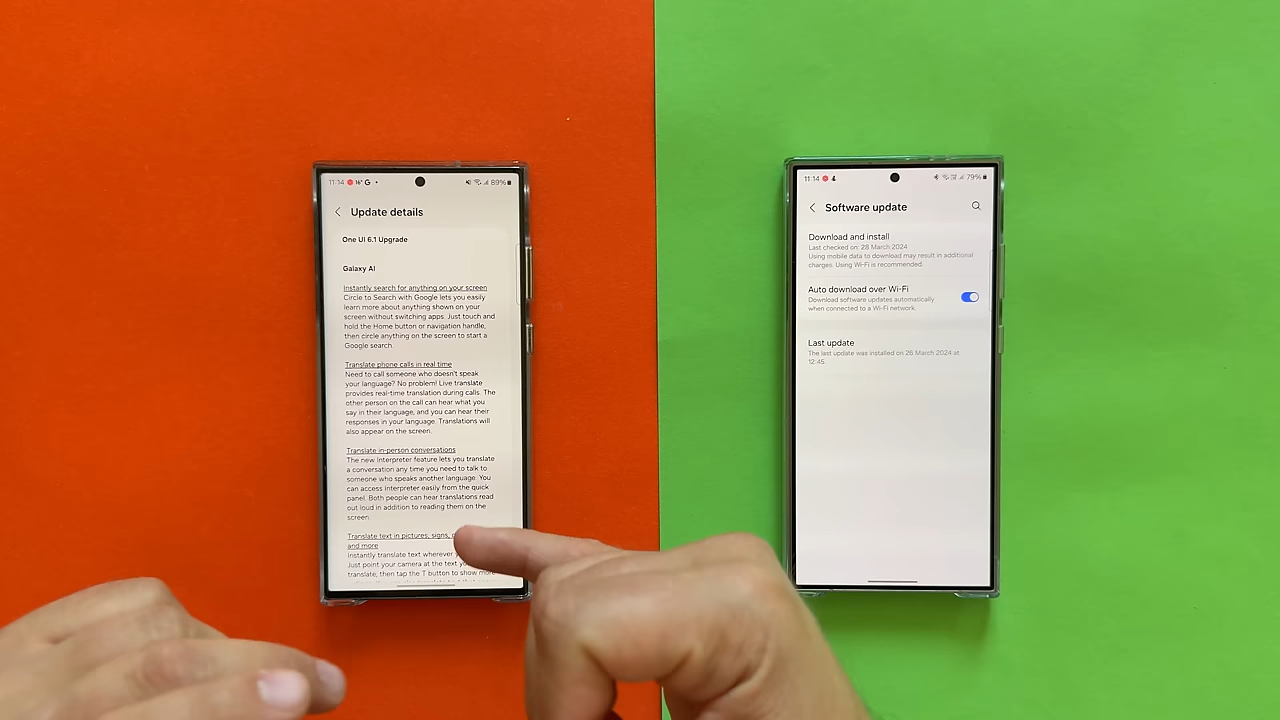 11:14 16° G •
89%
Update details
One UI 6.1 Upgrade
Galaxy AI
Instantly search for anything on your screen
Circle to Search with Google lets you easily
learn more about anything shown on your
screen without switching apps. Just touch and
hold the Home button or navigation handle,
then circle anything on the screen to start a
Google search.
Translate phone calls in real time
Need to call someone who doesn't speak
your language? No problem! Live translate
provides real-time translation during calls. The
other person on the call can hear what you
say in their language, and you can hear their
responses in your language. Translations will
also appear on the screen.
Translate in-person conversations
The new Interpreter feature lets you translate
a conversation any time you need to talk to
someone who speaks another language. You
can access Interpreter easily from the quick
panel. Both people can hear translations read
out loud in addition to reading them on the
screen.
Translate text in pictures, signs,
and more
Instantly translate text wherever
Just point your camera at the text
translate, then tap the T button to show more
11:14
79%
Software update
Download and install
Last checked on: 28 March 2024
Using mobile data to download may result in additional
charges. Using Wi-Fi is recommended.
Auto download over Wi-Fi
Download software updates automatically
when connected to a Wi-Fi network.
Last update
The last update was installed on 26 March 2024 at
12:45.